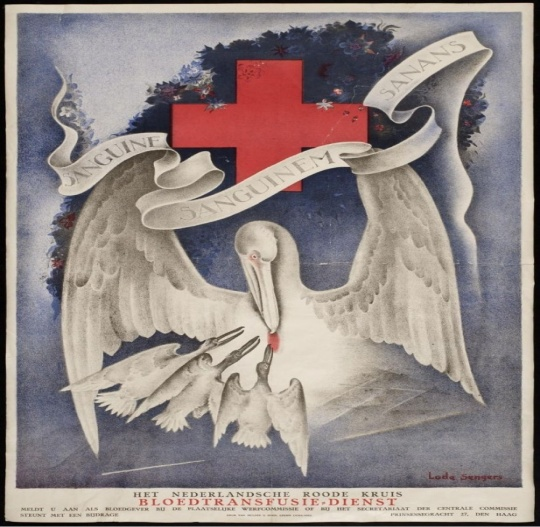 SANGUINE
SANGUINEM
SANANS
Lode Sengers
HET NEDERLANDSCHE ROODE KRUIS
BLOEDTRANSFUSIE-DIENST
MELDT U AAN ALS BLOEDGEVER BIJ DE PLAATSELIJKE WERFCOMMISSIE OF BIJ HET SECRETARIAAT DER CENTRALE COMMISSIE
STEUNT MET EEN BIJDRAGE PRINSESSEGRACHT 27, DEN HAAG